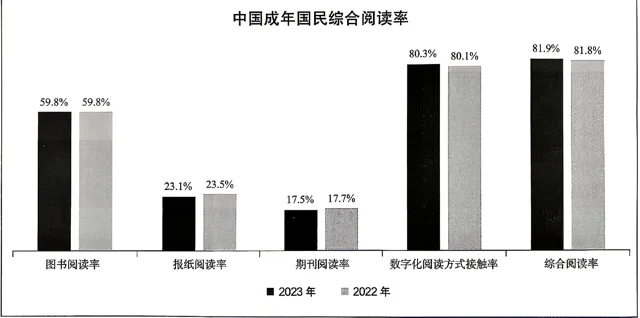 中国成年国民综合阅读率
59.8% 59.8%
23.1% 23.5%
17.5% 17.7%
80.3% 80.1%
81.9% 81.8%
图书阅读率 报纸阅读率 期刊阅读率 数字化阅读方式接触率 综合阅读率
■ 2023 年 ■ 2022 年